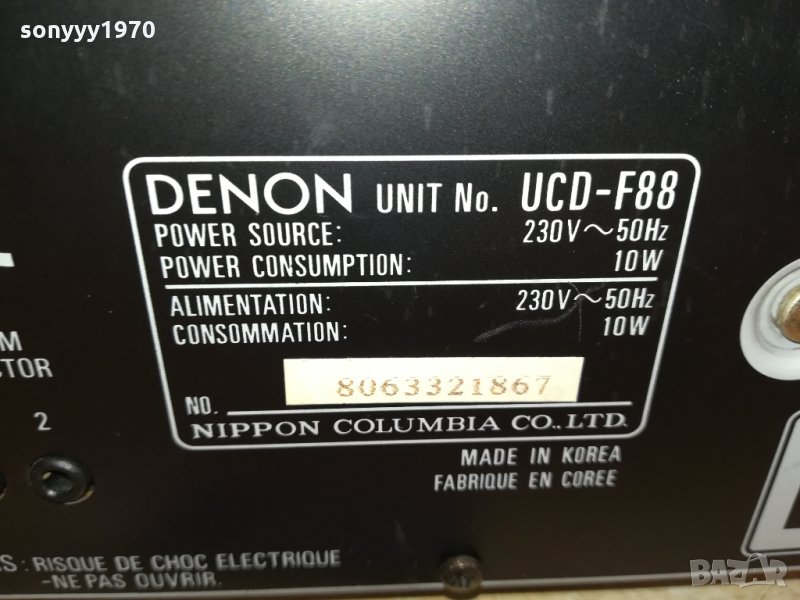 sonyyy1970
DENON UNIT No. UCD-F88
POWER SOURCE: 230V～50Hz
POWER CONSUMPTION: 10W
ALIMENTATION: 230V～50Hz
CONSOMMATION: 10W
8063321867
NO.
NIPPON COLUMBIA CO.,LTD.
MADE IN KOREA
FABRIQUE EN COREE
2
: RISQUE DE CHOC ELECTRIQUE
-NE PAS OUVRIR.
BAZAR